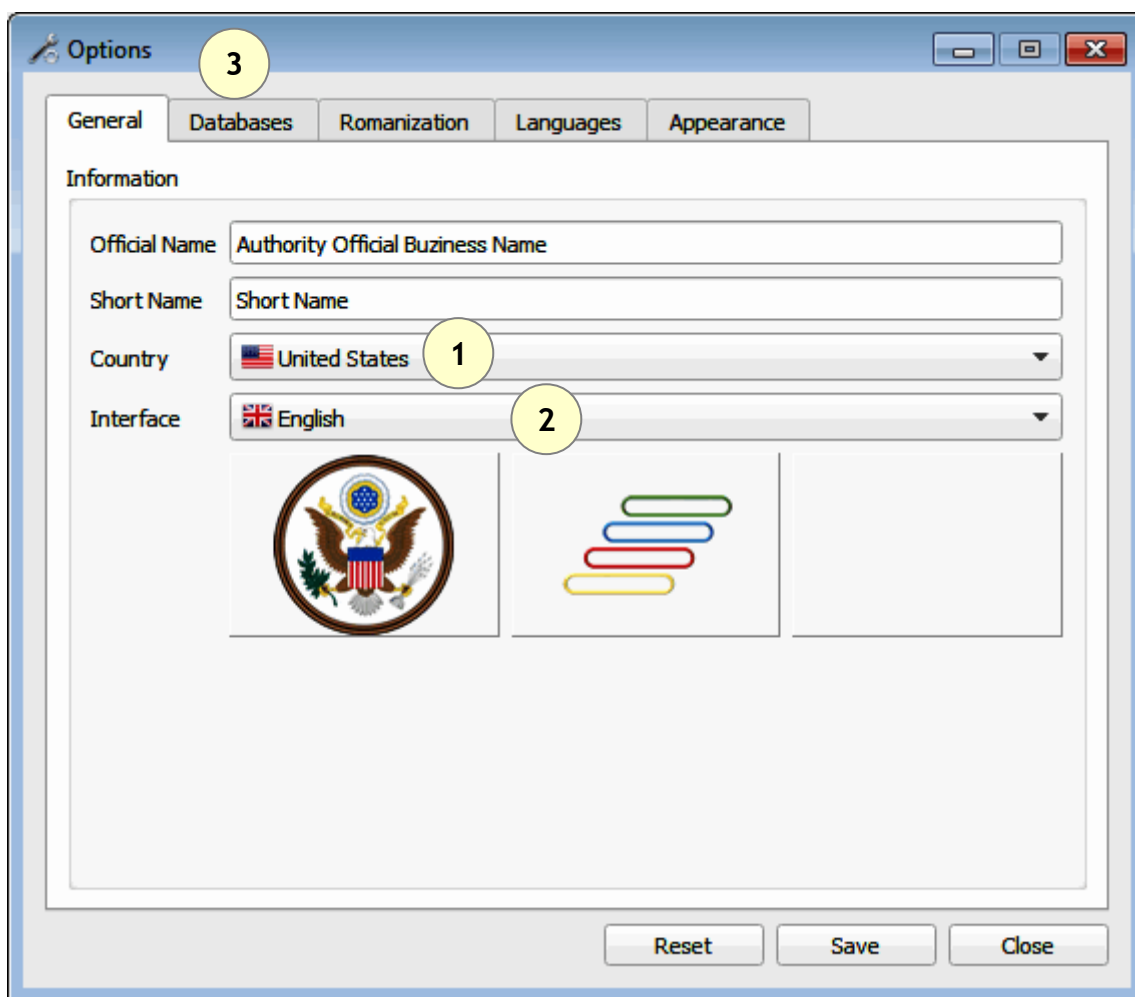 Options
3
General Databases Romanization Languages Appearance
Information
Official Name Authority Official Buziness Name
Short Name Short Name
Country United States 1
Interface English 2
Reset Save Close